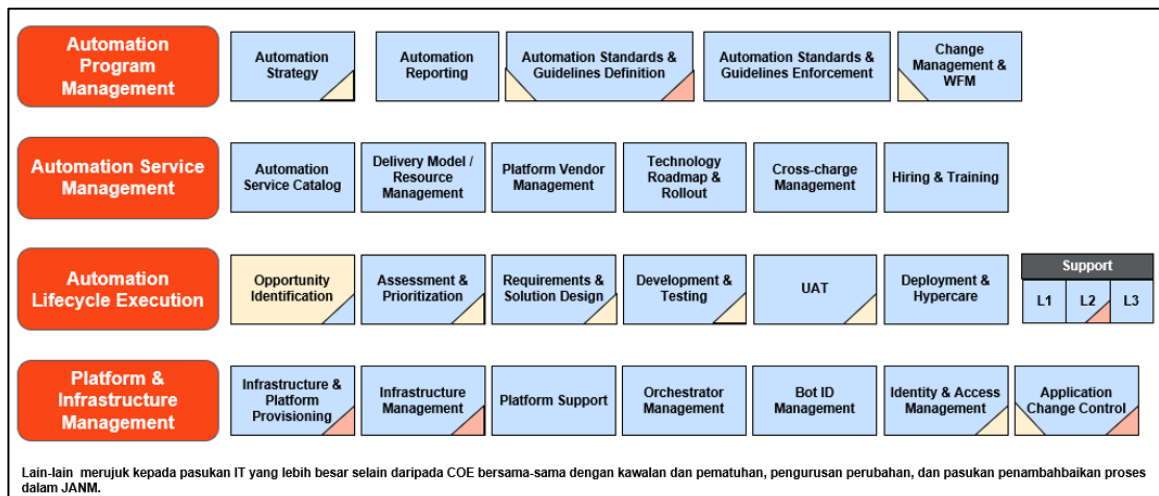 Automation
Program
Management
Automation
Strategy
Automation
Reporting
Automation Standards &
Guidelines Definition
Automation Standards &
Guidelines Enforcement
Change
Management &
WFM
Automation Service
Management
Automation
Service Catalog
Delivery Model /
Resource
Management
Platform Vendor
Management
Technology
Roadmap &
Rollout
Cross-charge
Management
Hiring & Training
Automation
Lifecycle Execution
Opportunity
Identification
Assessment &
Prioritization
Requirements &
Solution Design
Development &
Testing
UAT
Deployment &
Hypercare
Support
L1
L2
L3
Platform &
Infrastructure
Management
Infrastructure &
Platform
Provisioning
Infrastructure
Management
Platform Support
Orchestrator
Management
Bot ID
Management
Identity & Access
Management
Application
Change Control
Lain-lain merujuk kepada pasukan IT yang lebih besar selain daripada COE bersama-sama dengan kawalan dan pematuhan, pengurusan perubahan, dan pasukan penambahbaikan proses
dalam JANM.